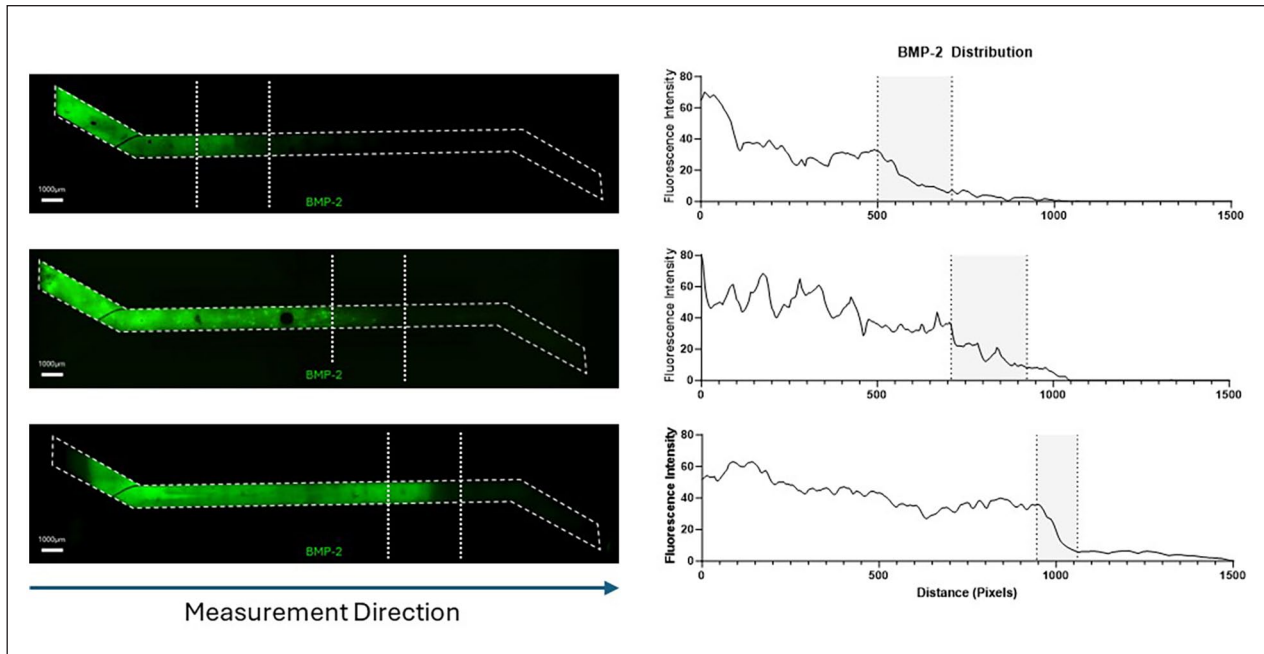 1000μm
BMP-2
1000μm
BMP-2
1000μm
BMP-2
Measurement Direction
BMP-2 Distribution
Fluorescence Intensity
80
60
40
20
0
0 500 1000 1500
Fluorescence Intensity
80
60
40
20
0
0 500 1000 1500
Fluorescence Intensity
80
60
40
20
0
0 500 1000 1500
Distance (Pixels)